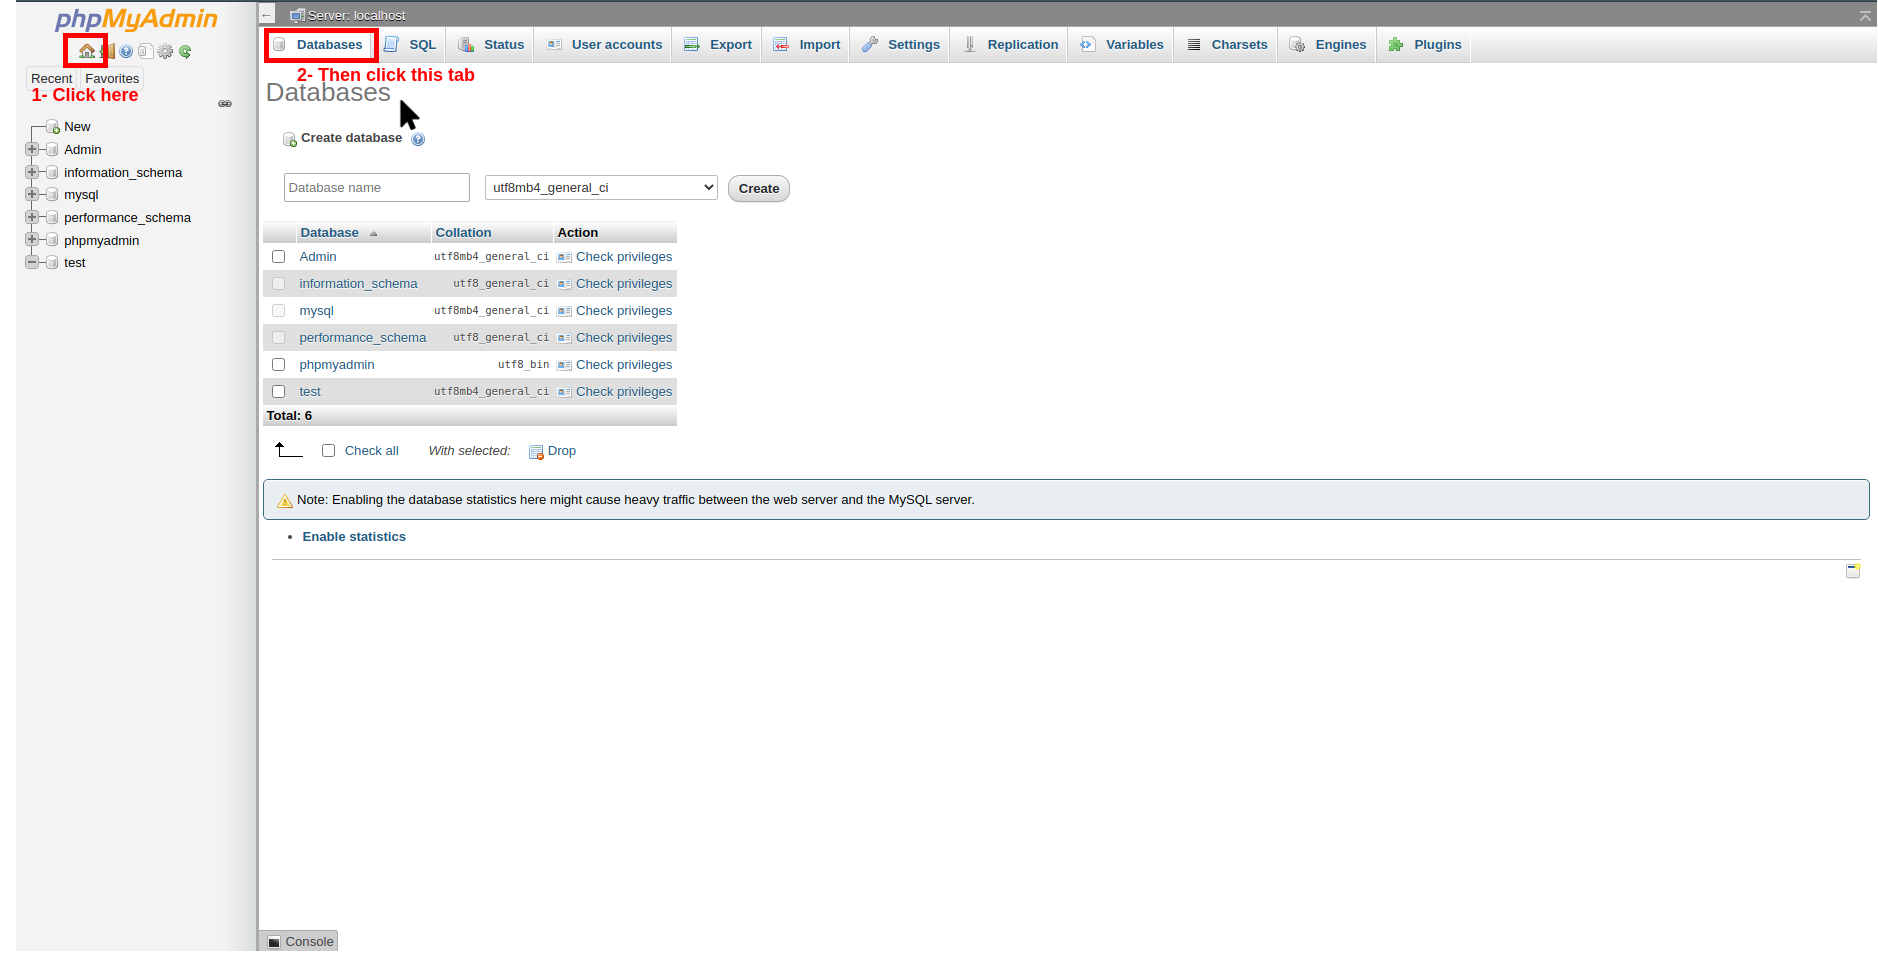 phpMyAdmin
Recent Favorites
1- Click here
New
Admin
information_schema
mysql
performance_schema
phpmyadmin
test
Server: localhost
Databases SQL Status User accounts Export Import Settings Replication Variables Charsets Engines Plugins
2- Then click this tab
Databases
Create database
Database name utf8mb4_general_ci Create
Database Collation Action
Admin utf8mb4_general_ci Check privileges
information_schema utf8_general_ci Check privileges
mysql utf8mb4_general_ci Check privileges
performance_schema utf8_general_ci Check privileges
phpmyadmin utf8_bin Check privileges
test utf8mb4_general_ci Check privileges
Total: 6
Check all With selected: Drop
Note: Enabling the database statistics here might cause heavy traffic between the web server and the MySQL server.
• Enable statistics
Console